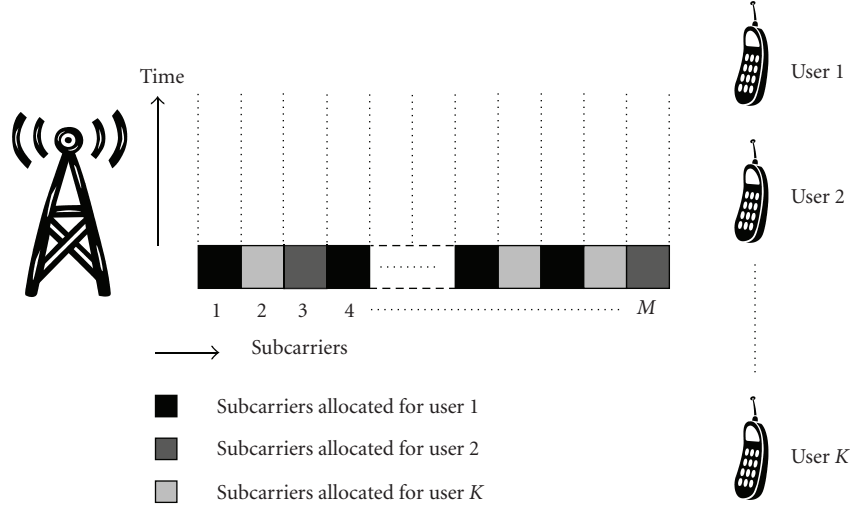 Time
User 1
User 2
1 2 3 4 M
Subcarriers
Subcarriers allocated for user 1
Subcarriers allocated for user 2
Subcarriers allocated for user K
User K